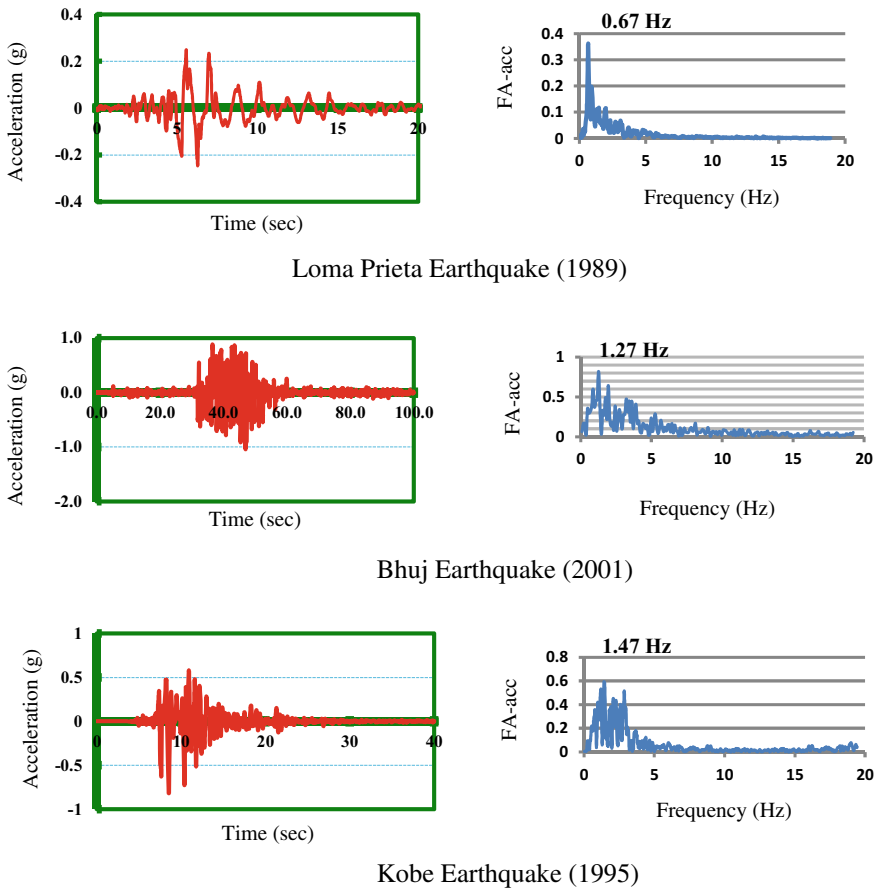 0.4
0.2
0
-0.2
-0.4
Acceleration (g)
0 5 10 15 20
Time (sec)
0.67 Hz
0.4
0.3
0.2
0.1
0
FA-acc
0 5 10 15 20
Frequency (Hz)
Loma Prieta Earthquake (1989)
1.0
0.0
-1.0
-2.0
Acceleration (g)
0.0 20.0 40.0 60.0 80.0 100.0
Time (sec)
1.27 Hz
1
0.5
0
FA-acc
0 5 10 15 20
Frequency (Hz)
Bhuj Earthquake (2001)
1
0.5
0
-0.5
-1
Acceleration (g)
0 10 20 30 40
Time (sec)
1.47 Hz
0.8
0.6
0.4
0.2
0
FA-acc
0 5 10 15 20
Frequency (Hz)
Kobe Earthquake (1995)